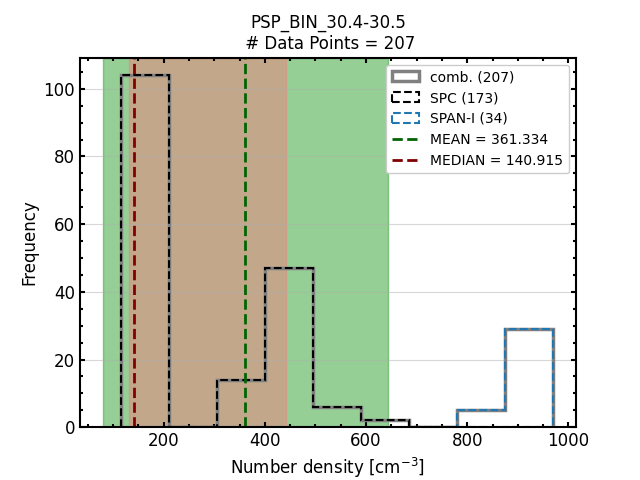 PSP_BIN_30.4-30.5
# Data Points = 207
comb. (207)
SPC (173)
SPAN-I (34)
MEAN = 361.334
MEDIAN = 140.915
Frequency
100
80
60
40
20
0
200 400 600 800 1000
Number density [cm⁻³]